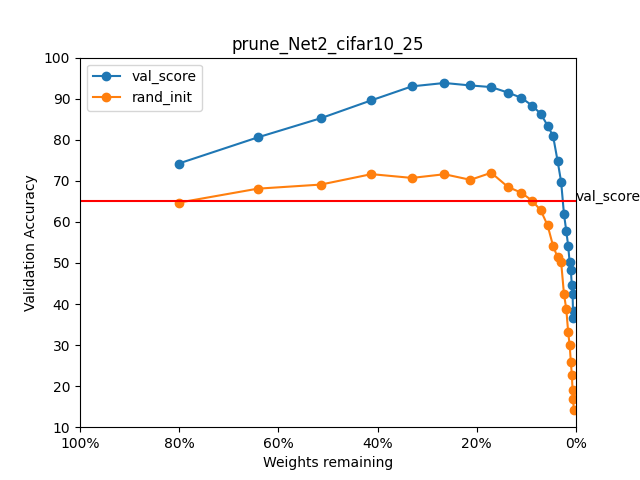 prune_Net2_cifar10_25
val_score
rand_init
Validation Accuracy
100
90
80
70
60
50
40
30
20
10
val_score
100%
80%
60%
40%
20%
0%
Weights remaining